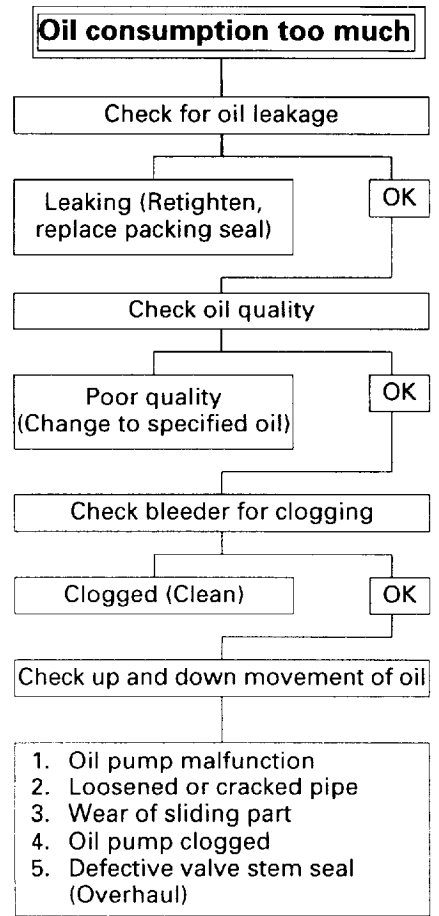 Oil consumption too much
Check for oil leakage
Leaking (Retighten,
replace packing seal)
OK
Check oil quality
Poor quality
(Change to specified oil)
OK
Check bleeder for clogging
Clogged (Clean)
OK
Check up and down movement of oil
1. Oil pump malfunction
2. Loosened or cracked pipe
3. Wear of sliding part
4. Oil pump clogged
5. Defective valve stem seal
(Overhaul)